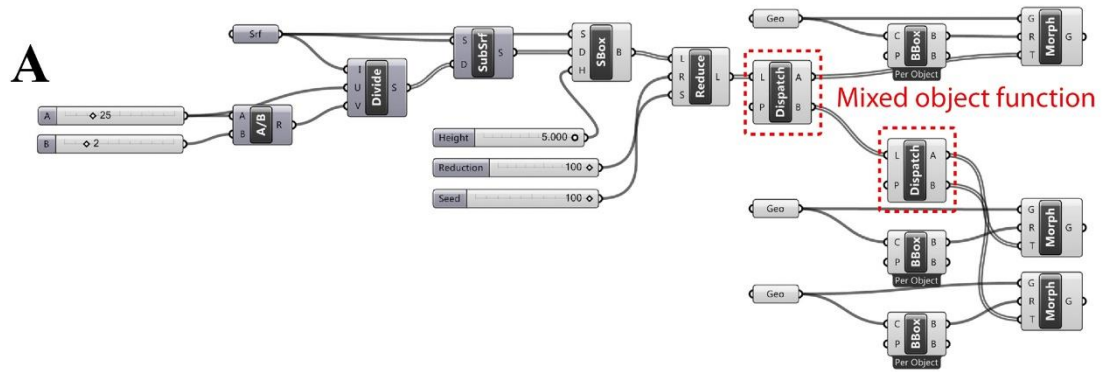 A
Srf
A 25
B 2
A
B
A/B
R
I
U
V
Divide
S
S
D
SubSrf
S
S
D
H
SBox
B
Height 5.000
Reduction 100
Seed 100
L
R
S
Reduce
L
L
P
Dispatch
A
B
Mixed object function
L
P
Dispatch
A
B
Geo
C
P
BBox
B
B
Per Object
G
R
T
Morph
G
Geo
C
P
BBox
B
B
Per Object
G
R
T
Morph
G
Geo
C
P
BBox
B
B
Per Object
G
R
T
Morph
G